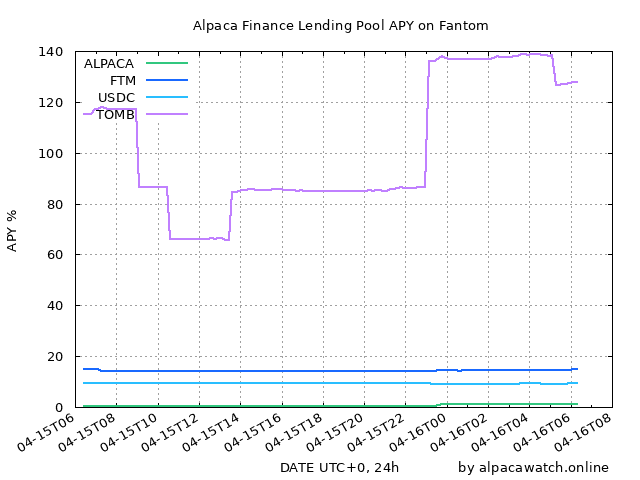 Alpaca Finance Lending Pool APY on Fantom
140
120
100
80
60
40
20
0
APY %
ALPACA
FTM
USDC
TOMB
04-15T06
04-15T08
04-15T10
04-15T12
04-15T14
04-15T16
04-15T18
04-15T20
04-15T22
04-16T00
04-16T02
04-16T04
04-16T06
04-16T08
DATE UTC+0, 24h
by alpacawatch.online